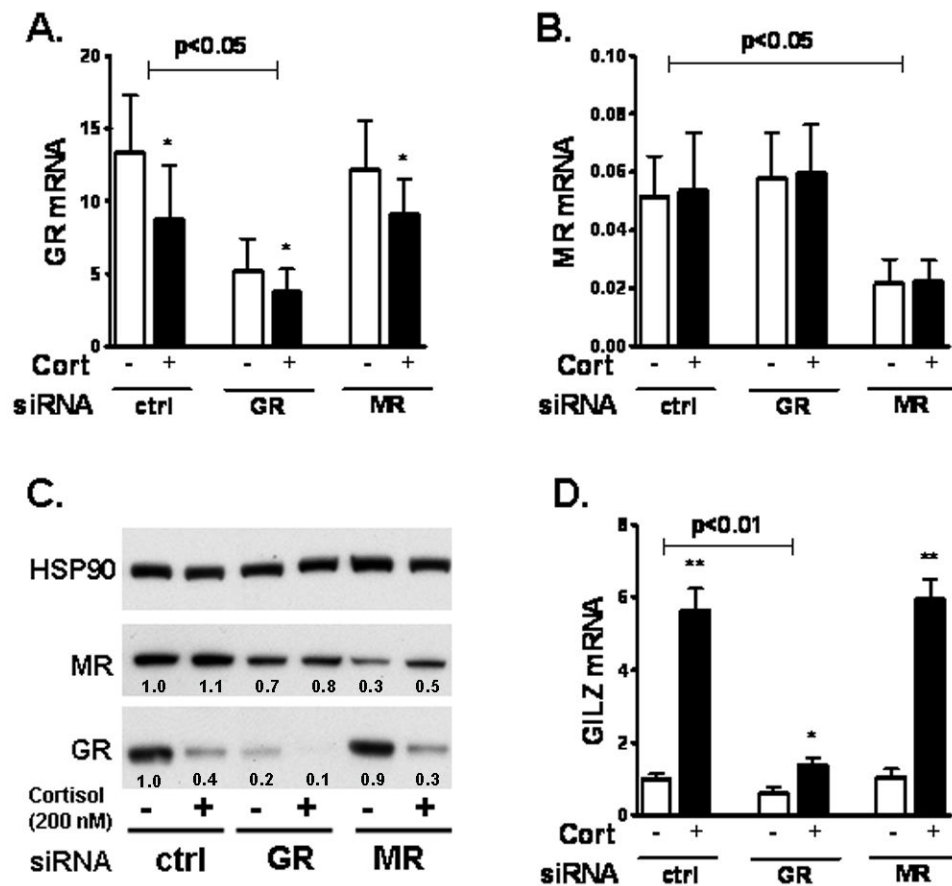 A.
p<0.05
20
15
10
5
0
GR mRNA
* * *
Cort - + - + - +
siRNA ctrl GR MR
B.
p<0.05
0.10
0.08
0.06
0.04
0.02
0.00
MR mRNA
- + - + - +
ctrl GR MR
C.
HSP90
MR
1.0 1.1 0.7 0.8 0.3 0.5
GR
1.0 0.4 0.2 0.1 0.9 0.3
Cortisol
(200 nM) - + - + - +
siRNA ctrl GR MR
D.
p<0.01
8
6
4
2
0
GILZ mRNA
** * **
Cort - + - + - +
siRNA ctrl GR MR